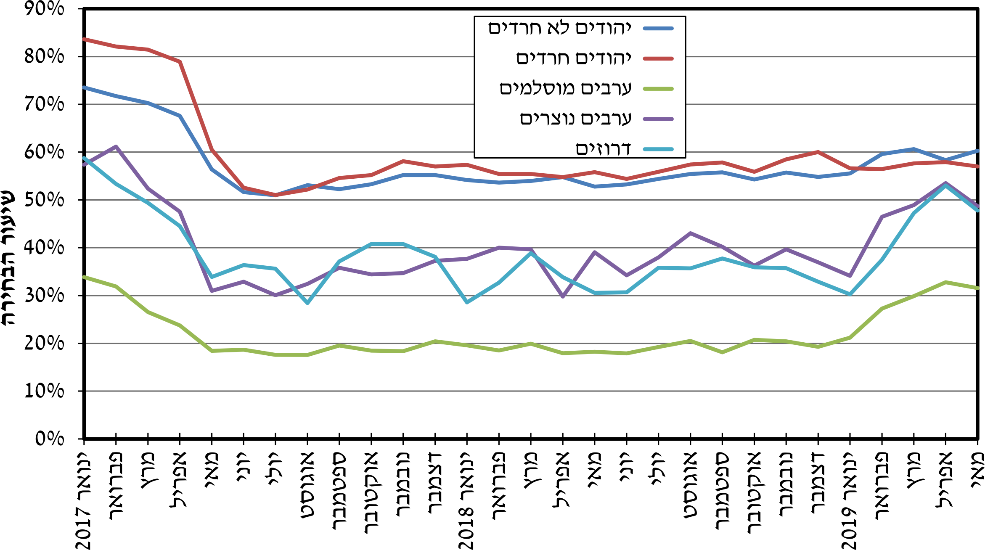 90%
80%
70%
60%
50%
40%
30%
20%
10%
0%
שיעור הבחירה
יהודים לא חרדים
יהודים חרדים
ערבים מוסלמים
ערבים נוצרים
דרוזים
ינואר 2017
פברואר
מרץ
אפריל
מאי
יוני
יולי
אוגוסט
ספטמבר
אוקטובר
נובמבר
דצמבר
ינואר 2018
פברואר
מרץ
אפריל
מאי
יוני
יולי
אוגוסט
ספטמבר
אוקטובר
נובמבר
דצמבר
ינואר 2019
פברואר
מרץ
אפריל
מאי